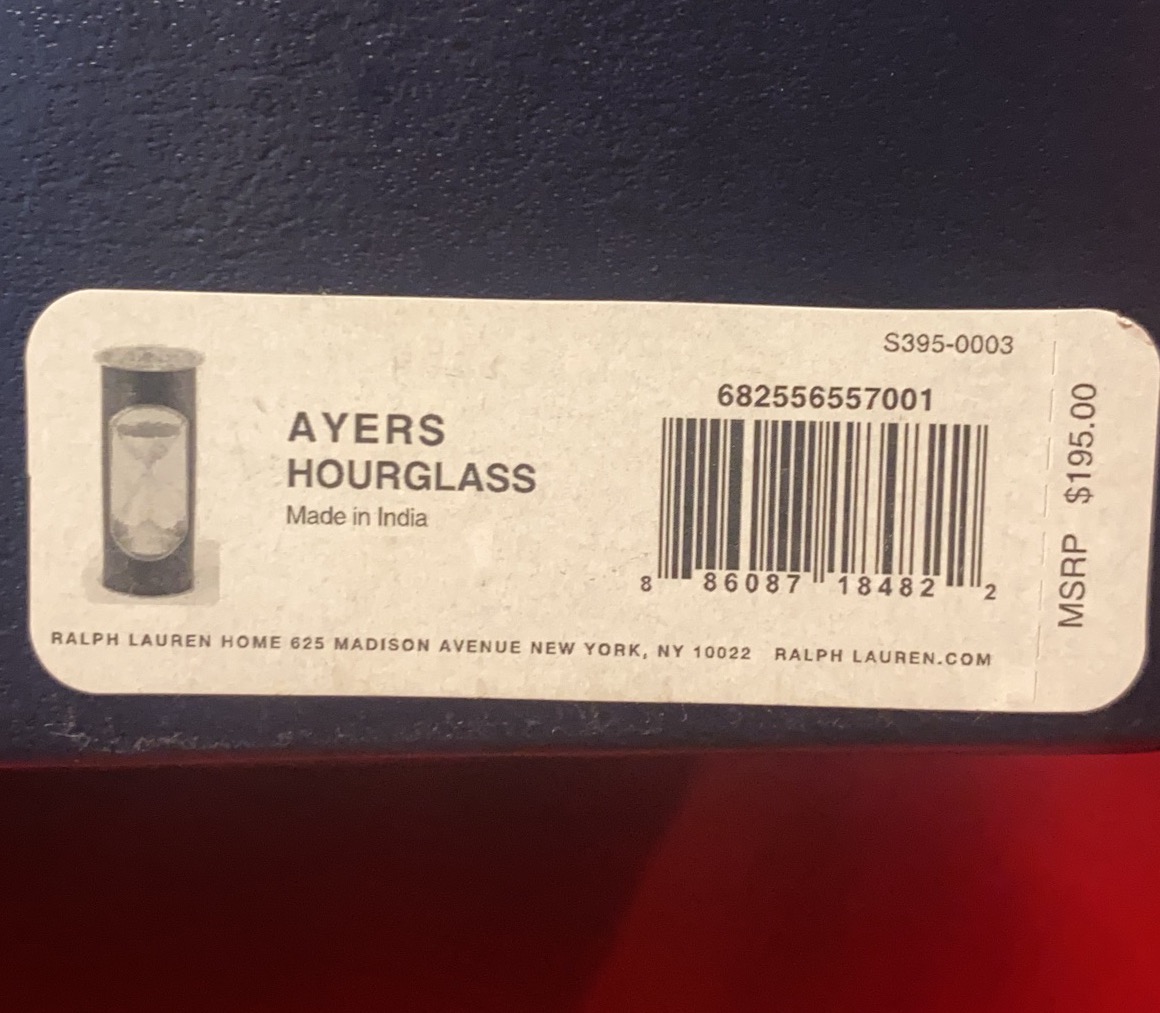 S395-0003
682556557001
AYERS
HOURGLASS
Made in India
8 86087 18482 2
MSRP $195.00
RALPH LAUREN HOME 625 MADISON AVENUE NEW YORK, NY 10022 RALPH LAUREN.COM